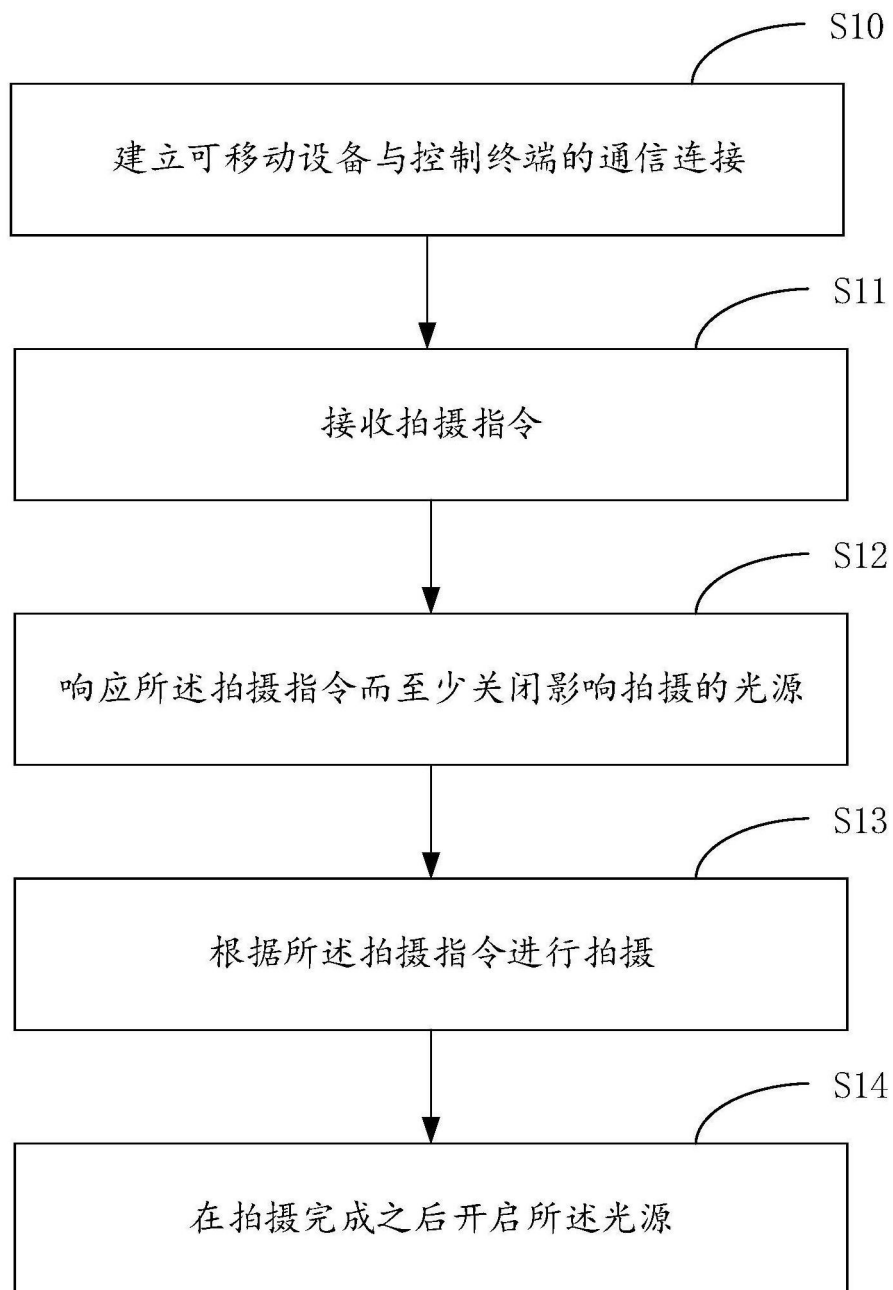 S10
建立可移动设备与控制终端的通信连接
S11
接收拍摄指令
S12
响应所述拍摄指令而至少关闭影响拍摄的光源
S13
根据所述拍摄指令进行拍摄
S14
在拍摄完成之后开启所述光源